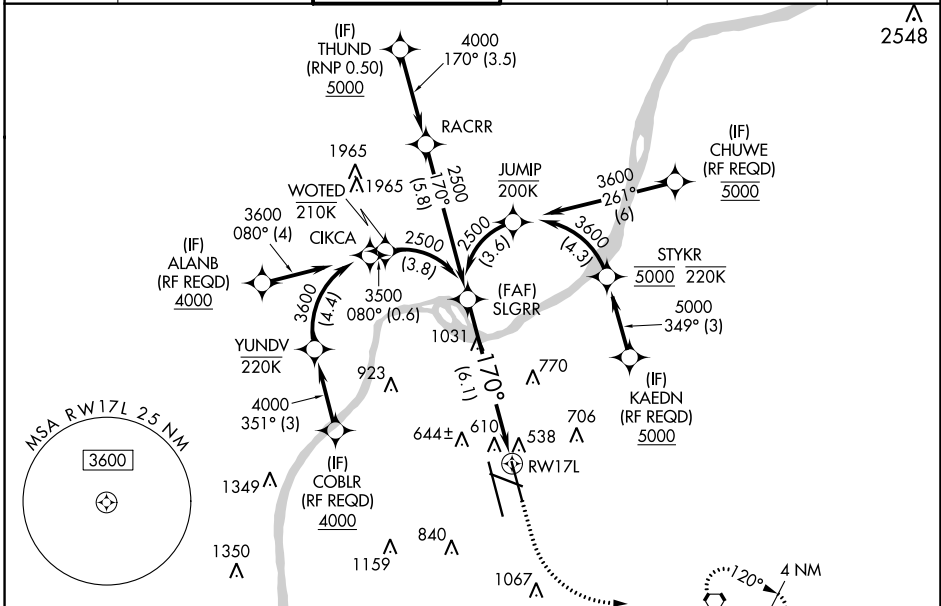 2548
(IF)
THUND
(RNP 0.50)
5000
4000
170° (3.5)
RACRR
2500
170°
(5.8)
1965
1965
WOTED
210K
CIKCA
3600
080° (4)
(IF)
ALANB
(RF REQD)
4000
2500
(3.8)
3500
080° (0.6)
3600
(4.4)
YUNDV
220K
4000
351° (3)
(IF)
COBLR
(RF REQD)
4000
JUMIP
200K
2500
(3.6)
3600
261°
(6)
(IF)
CHUWE
(RF REQD)
5000
3600
(4.3)
STYKR
5000 220K
5000
349° (3)
(IF)
KAEDN
(RF REQD)
5000
(FAF)
SLGRR
1031
170°
(6.1)
923
770
706
644±
610
538
RW17L
MSA RW17L 25 NM
3600
1349
1350
1159
840
1067
120°
4 NM